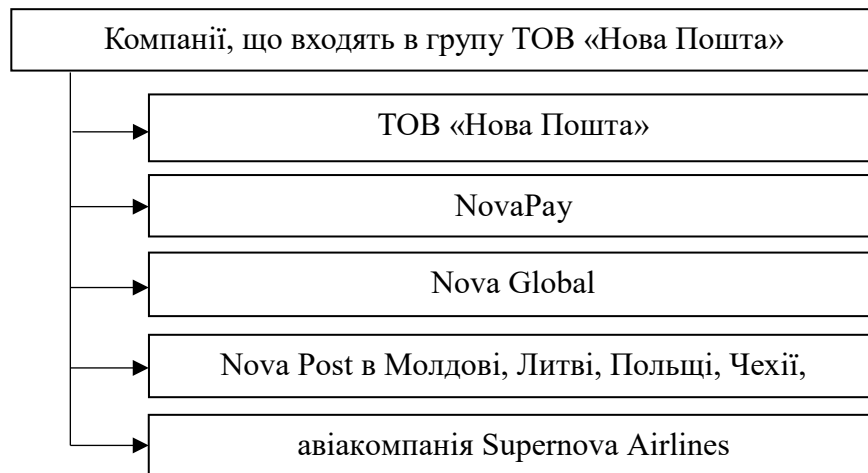 Компанії, що входять в групу ТОВ «Нова Пошта»
ТОВ «Нова Пошта»
NovaPay
Nova Global
Nova Post в Молдові, Литві, Польщі, Чехії,
авіакомпанія Supernova Airlines